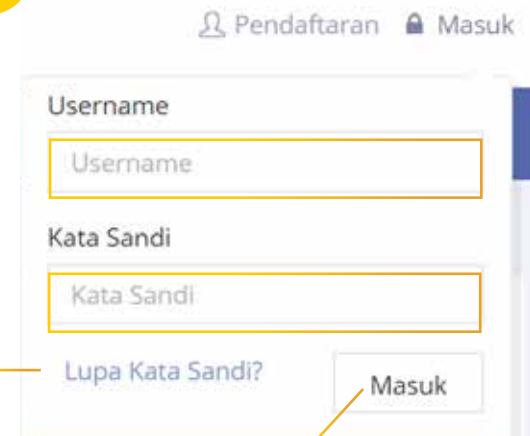 Pendaftaran Masuk
Username
Username
Kata Sandi
Kata Sandi
Lupa Kata Sandi? Masuk